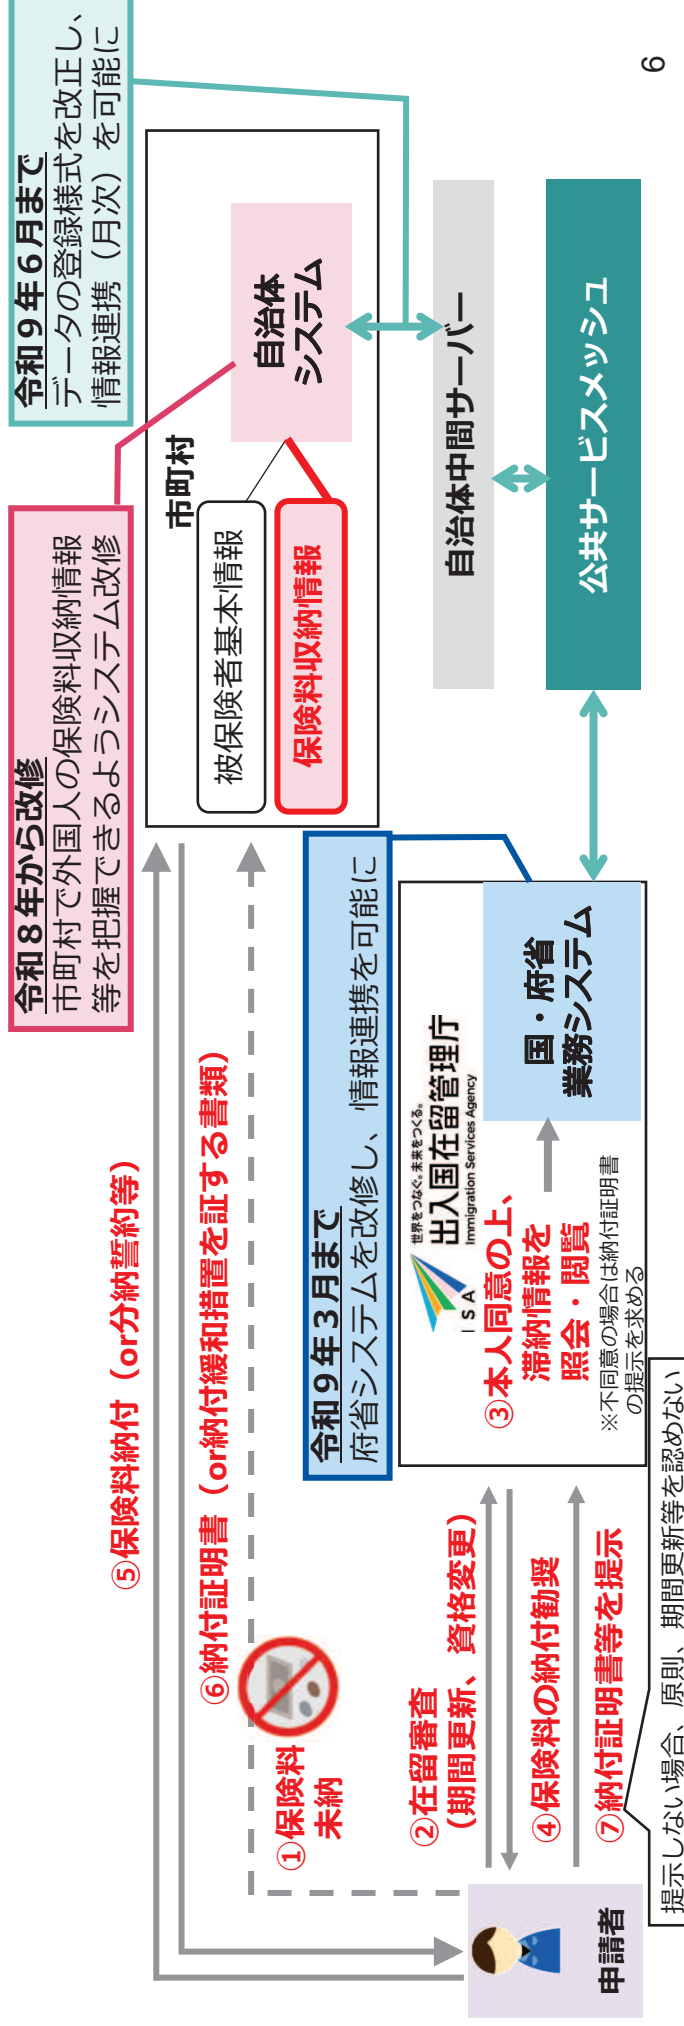 令和８年から改修
市町村で外国人の保険料収納情報
等を把握できるようシステム改修
令和９年６月まで
データの登録様式を改正し、
情報連携（月次）を可能に
⑤保険料納付（or分納誓約等）
⑥納付証明書（or納付緩和措置を証する書類）
①保険料
未納
市町村
被保険者基本情報
保険料収納情報
自治体
システム
令和９年３月まで
府省システムを改修し、情報連携を可能に
②在留審査
（期間更新、資格変更）
④保険料の納付勧奨
⑦納付証明書等を提示
申請者
提示しない場合、原則、期間更新等を認めない
ISA
世界をつなぐ。未来をつくる。
出入国在留管理庁
Immigration Services Agency
③本人同意の上、
滞納情報を
照会・閲覧
※不同意の場合は納付証明書
の提示を求める
国・府省
業務システム
自治体中間サーバー
公共サービスメッシュ
6